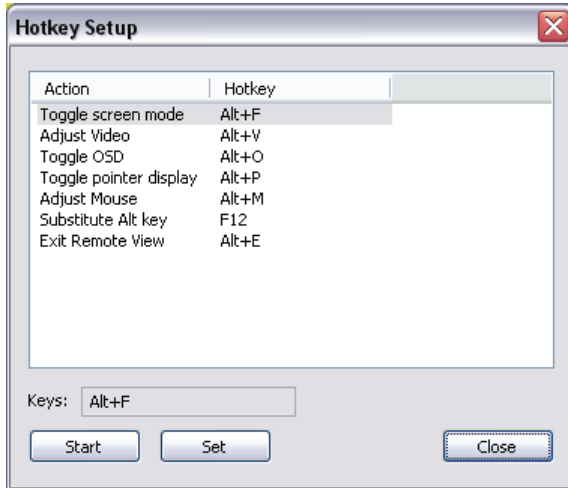 Hotkey Setup
Action Hotkey
Toggle screen mode Alt+F
Adjust Video Alt+V
Toggle OSD Alt+O
Toggle pointer display Alt+P
Adjust Mouse Alt+M
Substitute Alt key F12
Exit Remote View Alt+E
Keys: Alt+F
Start Set Close